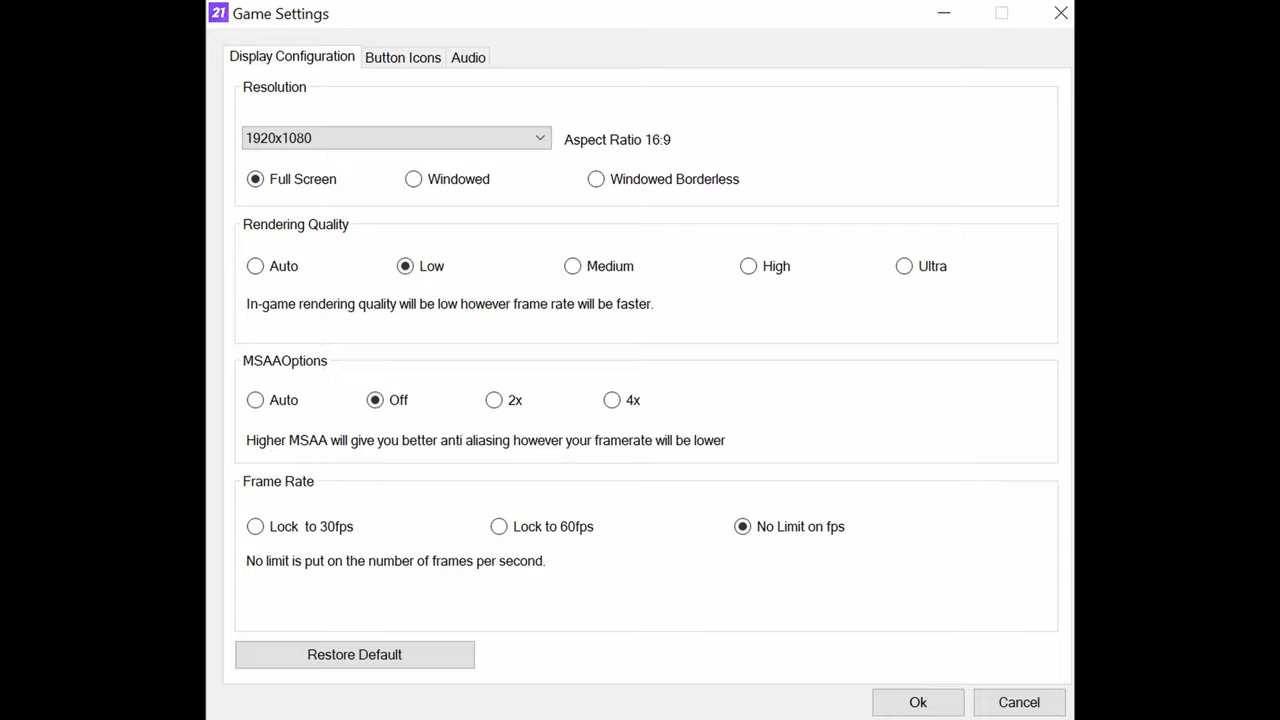 21 Game Settings
Display Configuration Button Icons Audio
Resolution
1920x1080 Aspect Ratio 16:9
Full Screen Windowed Windowed Borderless
Rendering Quality
Auto Low Medium High Ultra
In-game rendering quality will be low however frame rate will be faster.
MSAAOptions
Auto Off 2x 4x
Higher MSAA will give you better anti aliasing however your framerate will be lower
Frame Rate
Lock  to 30fps Lock to 60fps No Limit on fps
No limit is put on the number of frames per second.
Restore Default
Ok Cancel